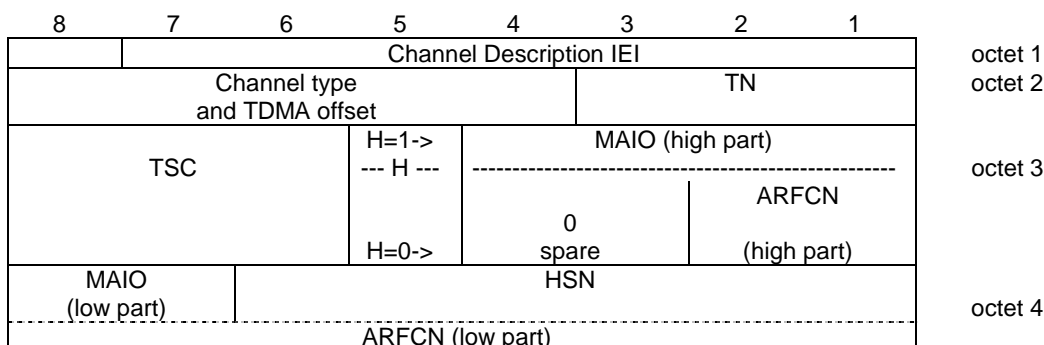 8 7 6 5 4 3 2 1
Channel Description IEI octet 1
Channel type TN octet 2
and TDMA offset
H=1-> MAIO (high part)
TSC --- H --- ------------------------------------------------------ octet 3
ARFCN
0
H=0-> spare (high part)
MAIO HSN
(low part) octet 4
ARFCN (low part)